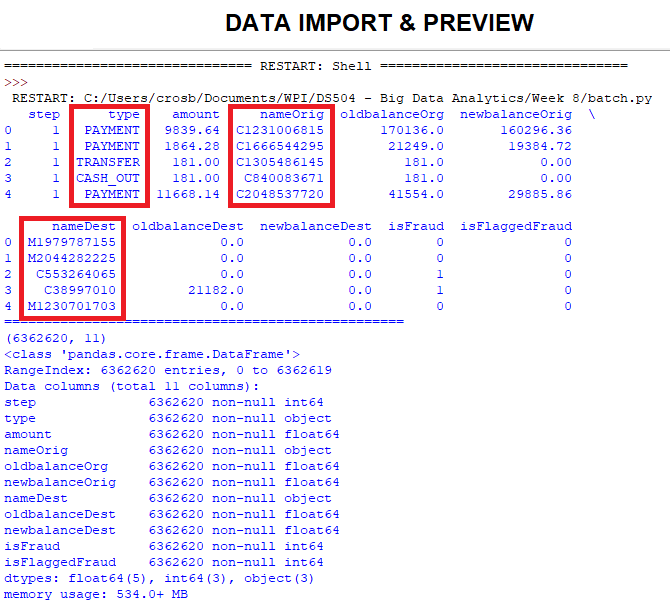 DATA IMPORT & PREVIEW
=============================== RESTART: Shell ===============================
>>>
RESTART: C:/Users/crosb/Documents/WPI/DS504 - Big Data Analytics/Week 8/batch.py
step type amount nameOrig oldbalanceOrg newbalanceOrig \
0 1 PAYMENT 9839.64 C1231006815 170136.0 160296.36
1 1 PAYMENT 1864.28 C1666544295 21249.0 19384.72
2 1 TRANSFER 181.00 C1305486145 181.0 0.00
3 1 CASH_OUT 181.00 C840083671 181.0 0.00
4 1 PAYMENT 11668.14 C2048537720 41554.0 29885.86
nameDest oldbalanceDest newbalanceDest isFraud isFlaggedFraud
0 M1979787155 0.0 0.0 0 0
1 M2044282225 0.0 0.0 0 0
2 C553264065 0.0 0.0 1 0
3 C38997010 21182.0 0.0 1 0
4 M1230701703 0.0 0.0 0 0
==================================================
(6362620, 11)
<class 'pandas.core.frame.DataFrame'>
RangeIndex: 6362620 entries, 0 to 6362619
Data columns (total 11 columns):
step 6362620 non-null int64
type 6362620 non-null object
amount 6362620 non-null float64
nameOrig 6362620 non-null object
oldbalanceOrg 6362620 non-null float64
newbalanceOrig 6362620 non-null float64
nameDest 6362620 non-null object
oldbalanceDest 6362620 non-null float64
newbalanceDest 6362620 non-null float64
isFraud 6362620 non-null int64
isFlaggedFraud 6362620 non-null int64
dtypes: float64(5), int64(3), object(3)
memory usage: 534.0+ MB